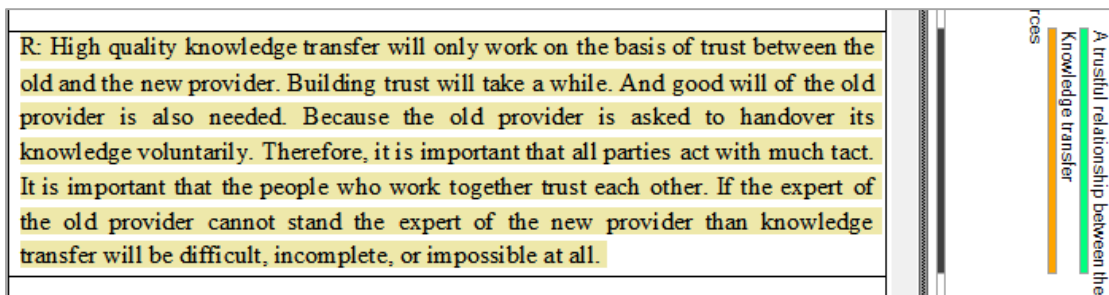 R: High quality knowledge transfer will only work on the basis of trust between the
old and the new provider. Building trust will take a while. And good will of the old
provider is also needed. Because the old provider is asked to handover its
knowledge voluntarily. Therefore, it is important that all parties act with much tact.
It is important that the people who work together trust each other. If the expert of
the old provider cannot stand the expert of the new provider than knowledge
transfer will be difficult, incomplete, or impossible at all.
rces
Knowledge transfer
A trustful relationship between the